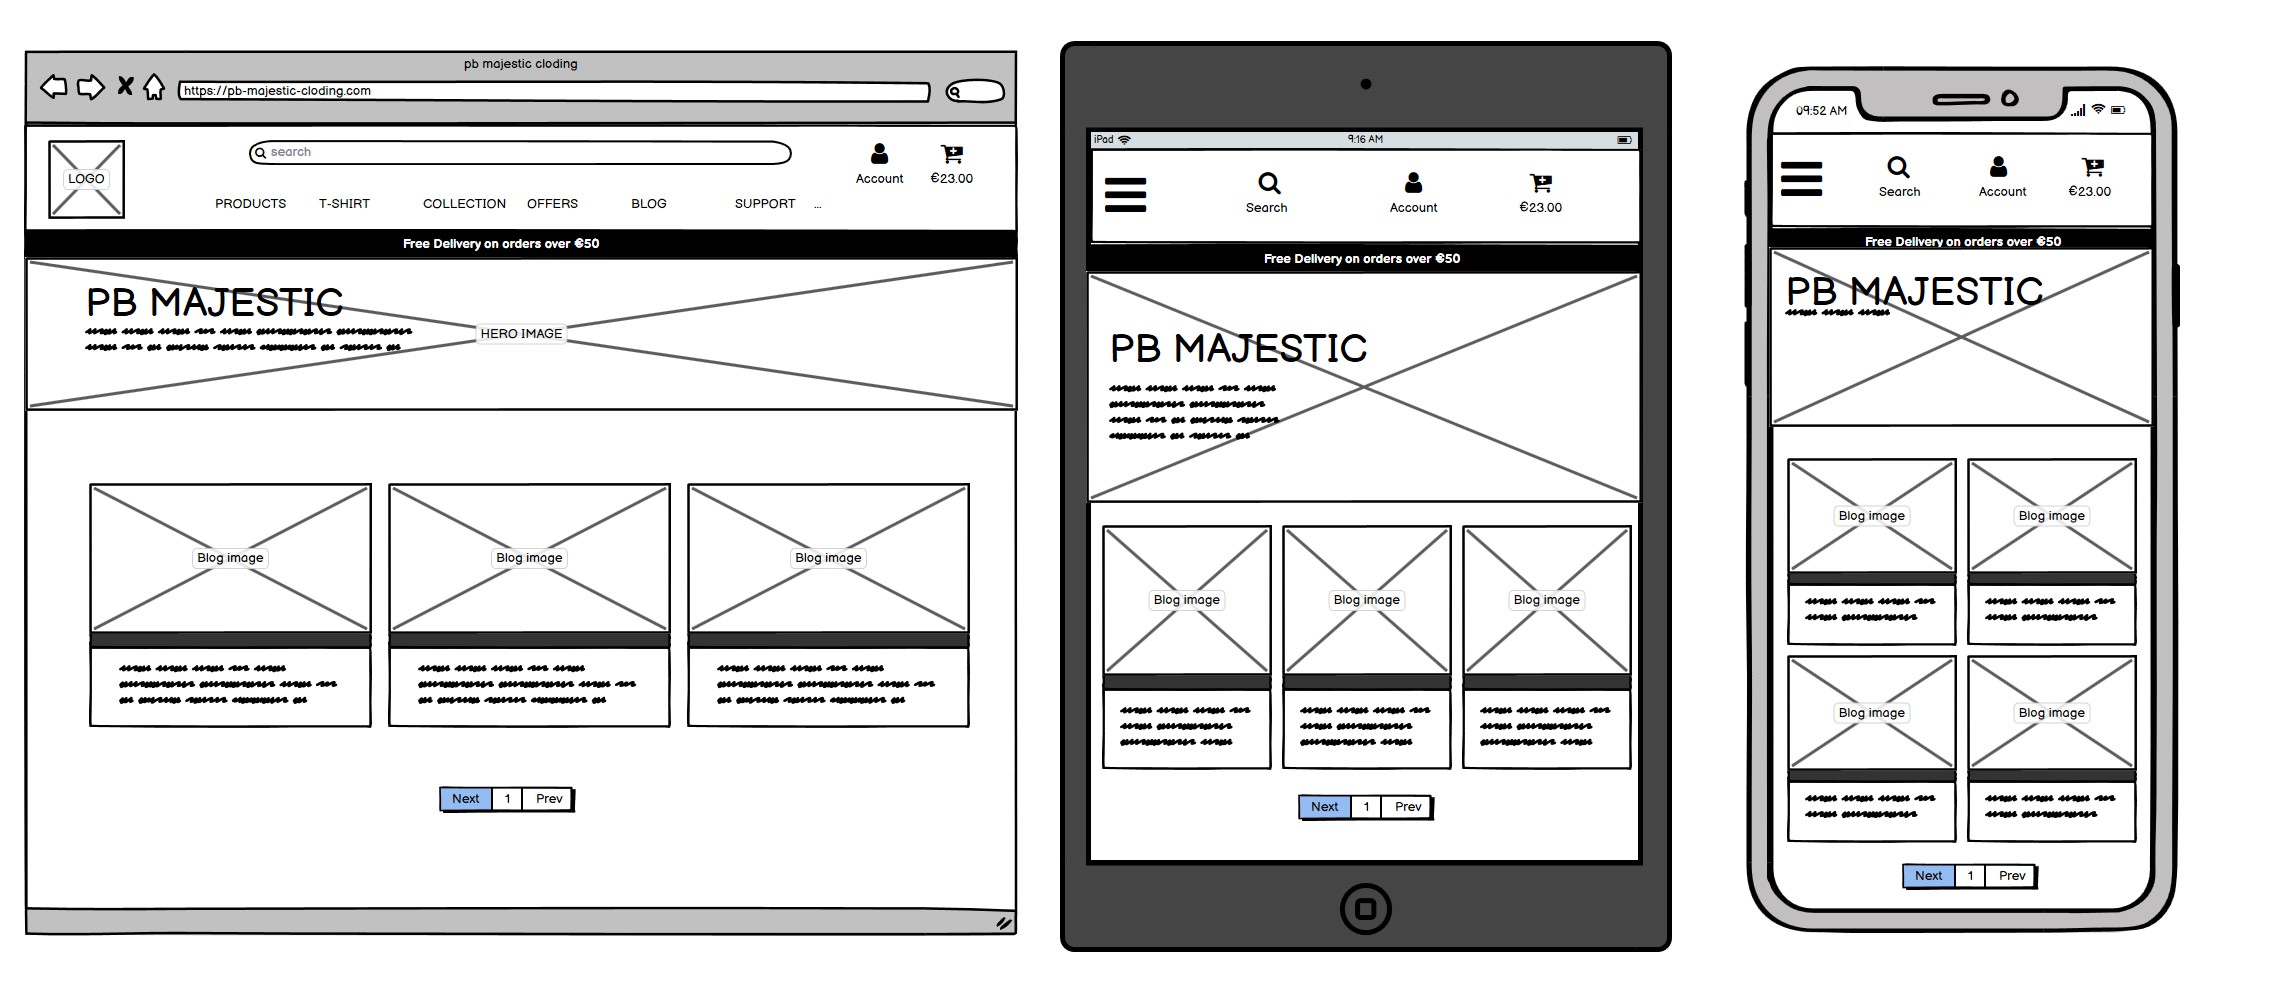 pb majestic cloding
https://pb-majestic-cloding.com
LOGO
search
Account
€23.00
PRODUCTS T-SHIRT COLLECTION OFFERS BLOG SUPPORT ...
Free Delivery on orders over €50
PB MAJESTIC
HERO IMAGE
Blog image Blog image Blog image
Next 1 Prev
iPad 9:16 AM
Search Account €23.00
Free Delivery on orders over €50
PB MAJESTIC
Blog image Blog image Blog image
Next 1 Prev
09:52 AM
Search Account €23.00
Free Delivery on orders over €50
PB MAJESTIC
Blog image Blog image
Blog image Blog image
Next 1 Prev